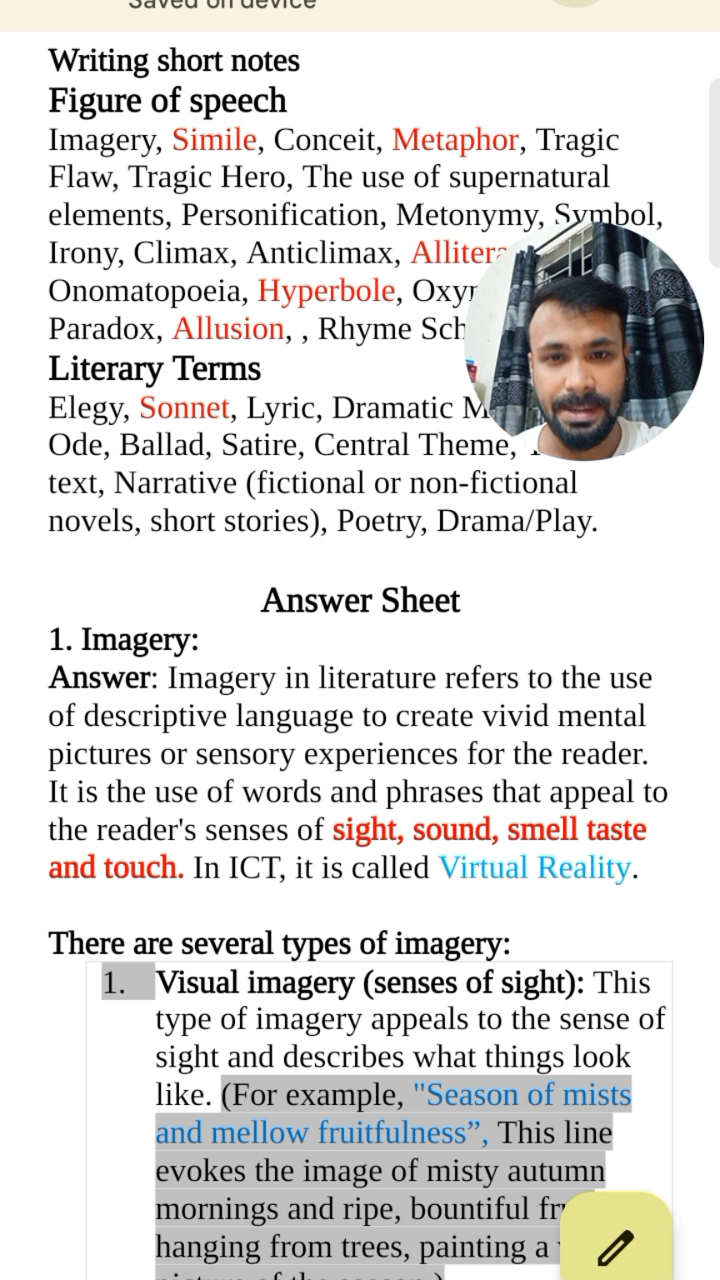 Saved on device
Writing short notes
Figure of speech
Imagery, Simile, Conceit, Metaphor, Tragic
Flaw, Tragic Hero, The use of supernatural
elements, Personification, Metonymy, Symbol,
Irony, Climax, Anticlimax,
Onomatopoeia, Hyperbole,
Paradox, Allusion, , Rhyme
Literary Terms
Elegy, Sonnet, Lyric, Dramatic
Ode, Ballad, Satire, Central Theme,
text, Narrative (fictional or non-fictional
novels, short stories), Poetry, Drama/Play.
Answer Sheet
1. Imagery:
Answer: Imagery in literature refers to the use
of descriptive language to create vivid mental
pictures or sensory experiences for the reader.
It is the use of words and phrases that appeal to
the reader's senses of sight, sound, smell taste
and touch. In ICT, it is called Virtual Reality.
There are several types of imagery:
1. Visual imagery (senses of sight): This
type of imagery appeals to the sense of
sight and describes what things look
like. (For example, "Season of mists
and mellow fruitfulness”, This line
evokes the image of misty autumn
mornings and ripe, bountiful
hanging from trees, painting a